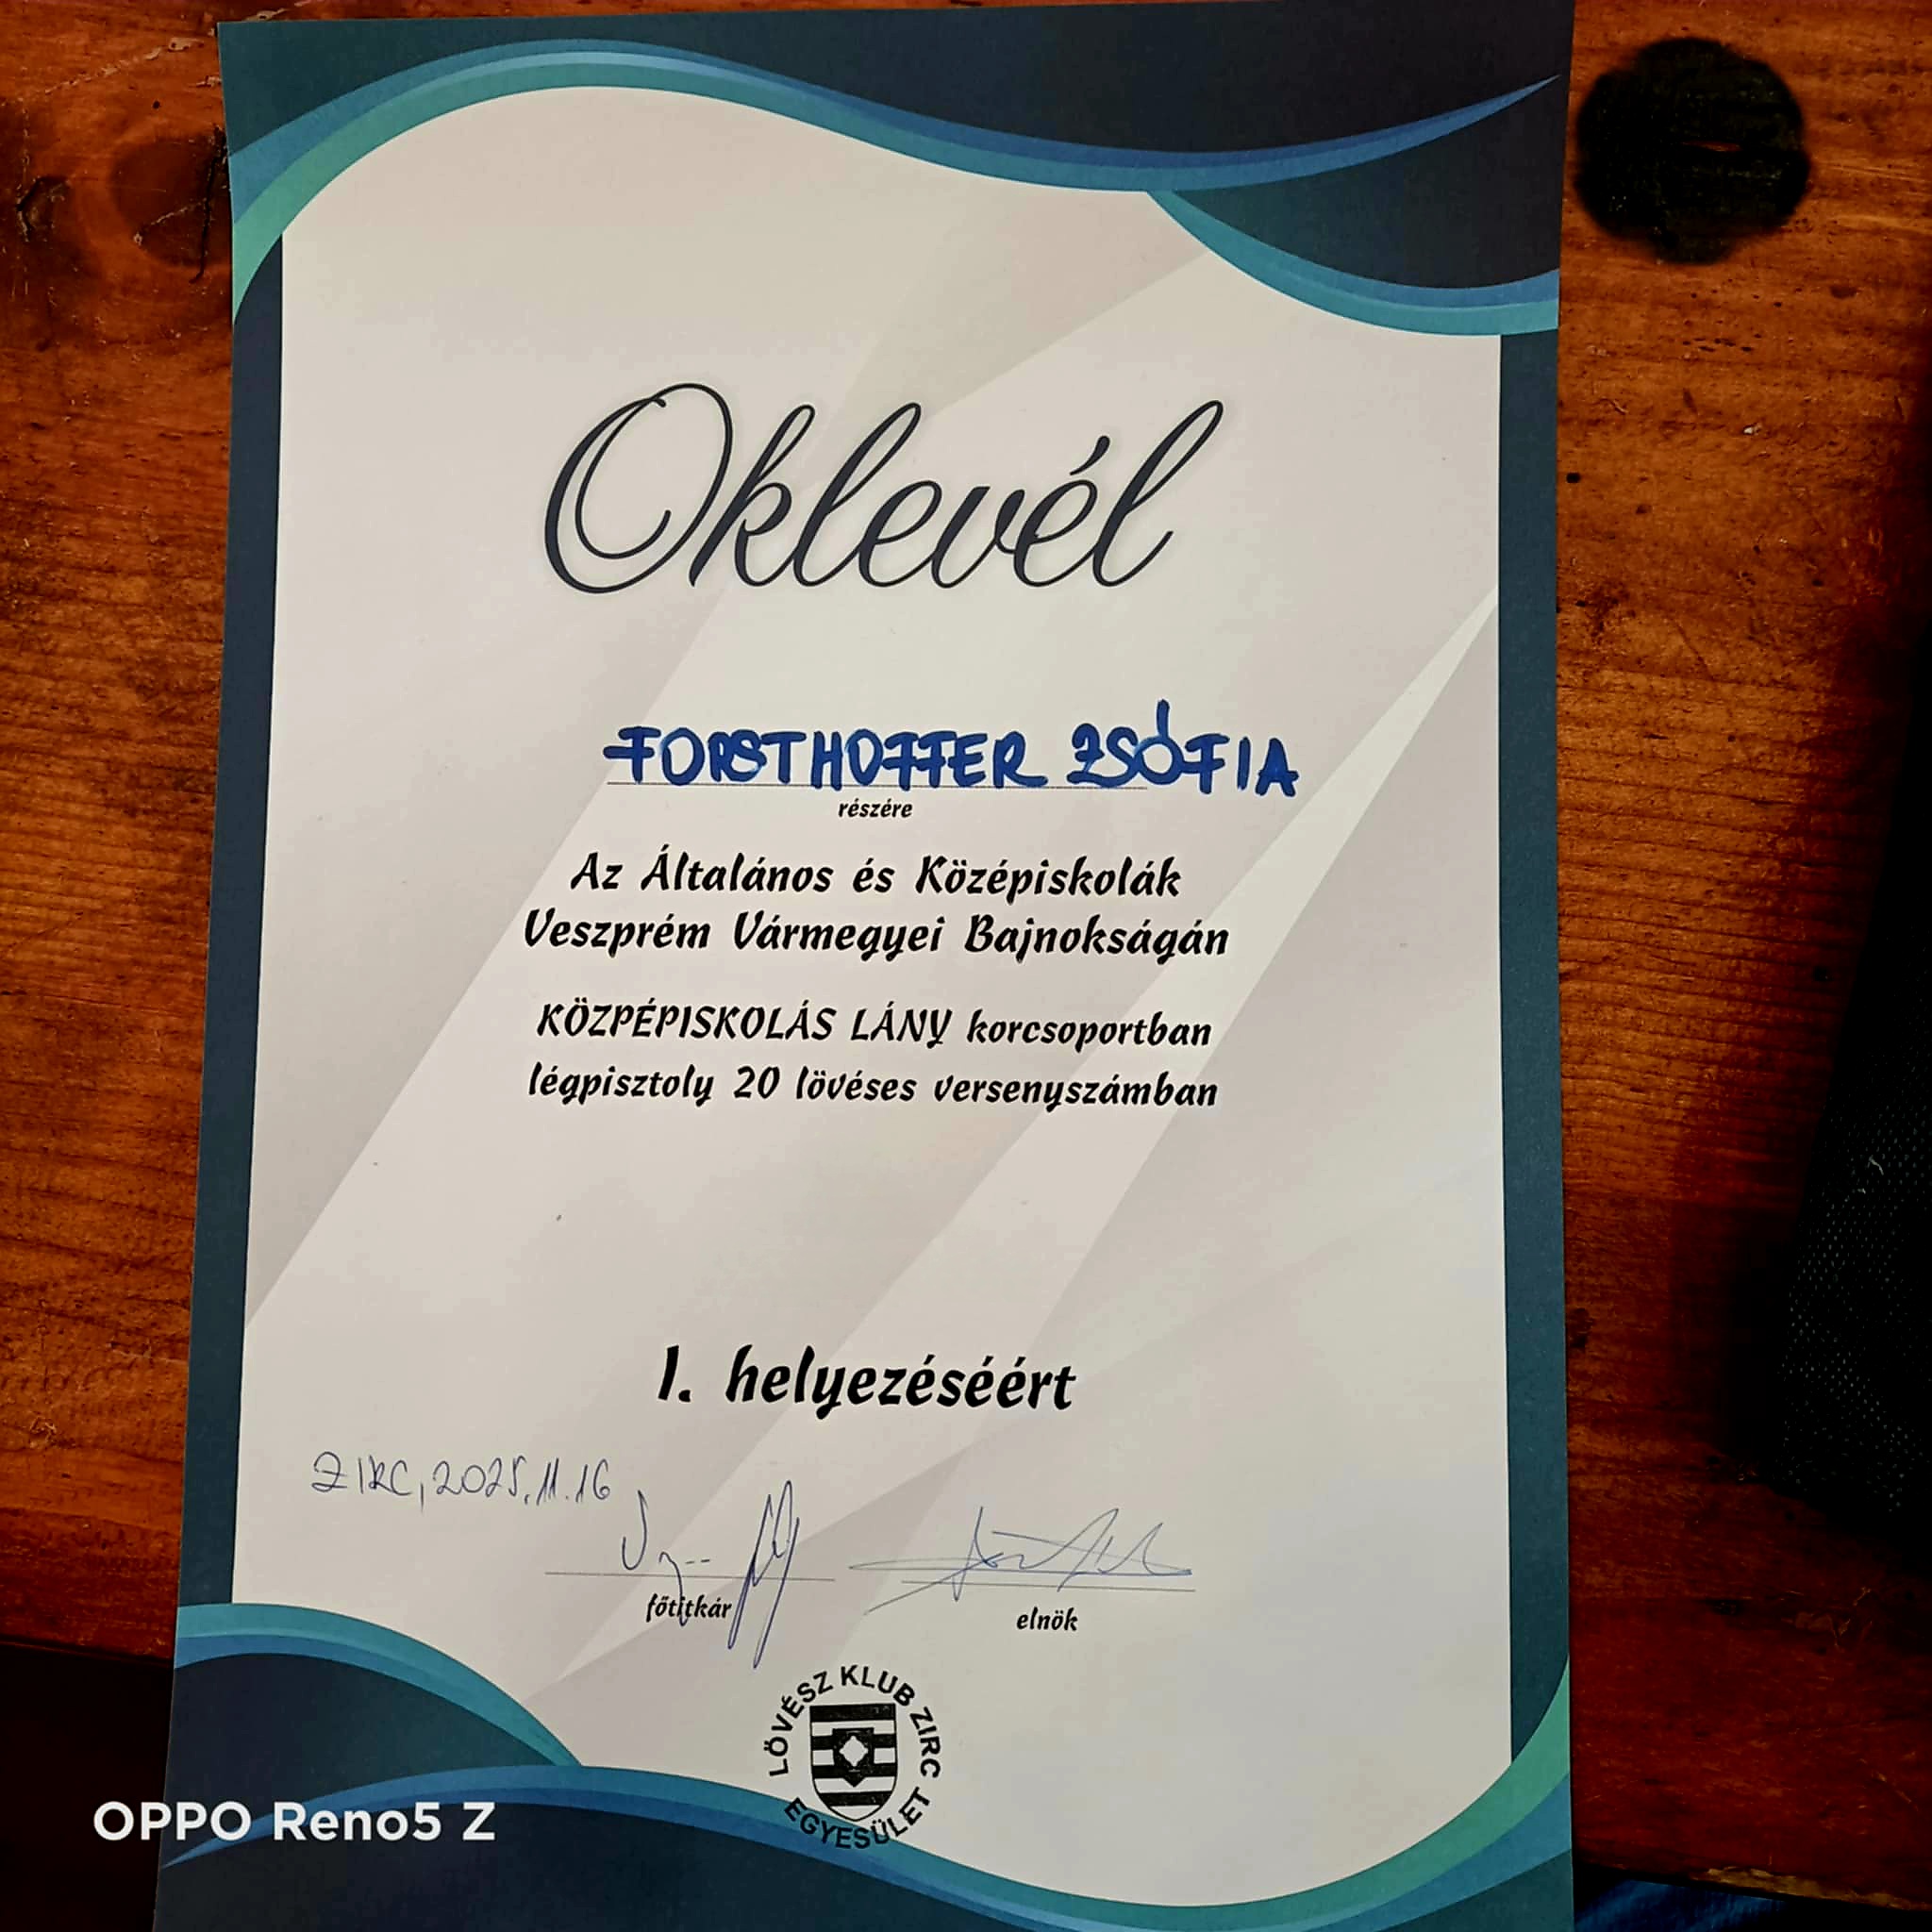 Oklevél
FORSTHOFFER ZSÓFIA
részére
Az Általános és Középiskolák
Veszprém Vármegyei Bajnokságán
KÖZPÉPISKOLÁS LÁNY korcsoportban
légpisztoly 20 lövéses versenyszámban
I. helyezéséért
ZIRC, 2025.11.16
főtitkár
elnök
LÖVÉSZ KLUB ZIRC
EGYESÜLET
OPPO Reno5 Z